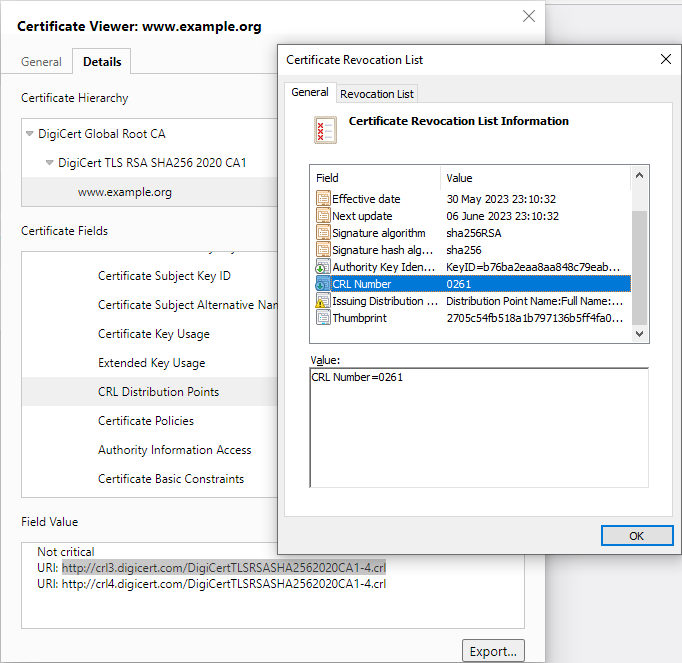 Certificate Viewer: www.example.org
General
Details
Certificate Hierarchy
DigiCert Global Root CA
DigiCert TLS RSA SHA256 2020 CA1
www.example.org
Certificate Fields
Certificate Subject Key ID
Certificate Subject Alternative Nam
Certificate Key Usage
Extended Key Usage
CRL Distribution Points
Certificate Policies
Authority Information Access
Certificate Basic Constraints
Field Value
Not critical
URI: http://crl3.digicert.com/DigiCertTLSRSASHA2562020CA1-4.crl
URI: http://crl4.digicert.com/DigiCertTLSRSASHA2562020CA1-4.crl
Export...
Certificate Revocation List
General
Revocation List
Certificate Revocation List Information
Field Value
Effective date 30 May 2023 23:10:32
Next update 06 June 2023 23:10:32
Signature algorithm sha256RSA
Signature hash alg... sha256
Authority Key Iden... KeyID=b76ba2eaa8aa848c79eab...
CRL Number 0261
Issuing Distribution ... Distribution Point Name:Full Name:...
Thumbprint 2705c54fb518a1b797136b5ff4fa0...
Value:
CRL Number=0261
OK